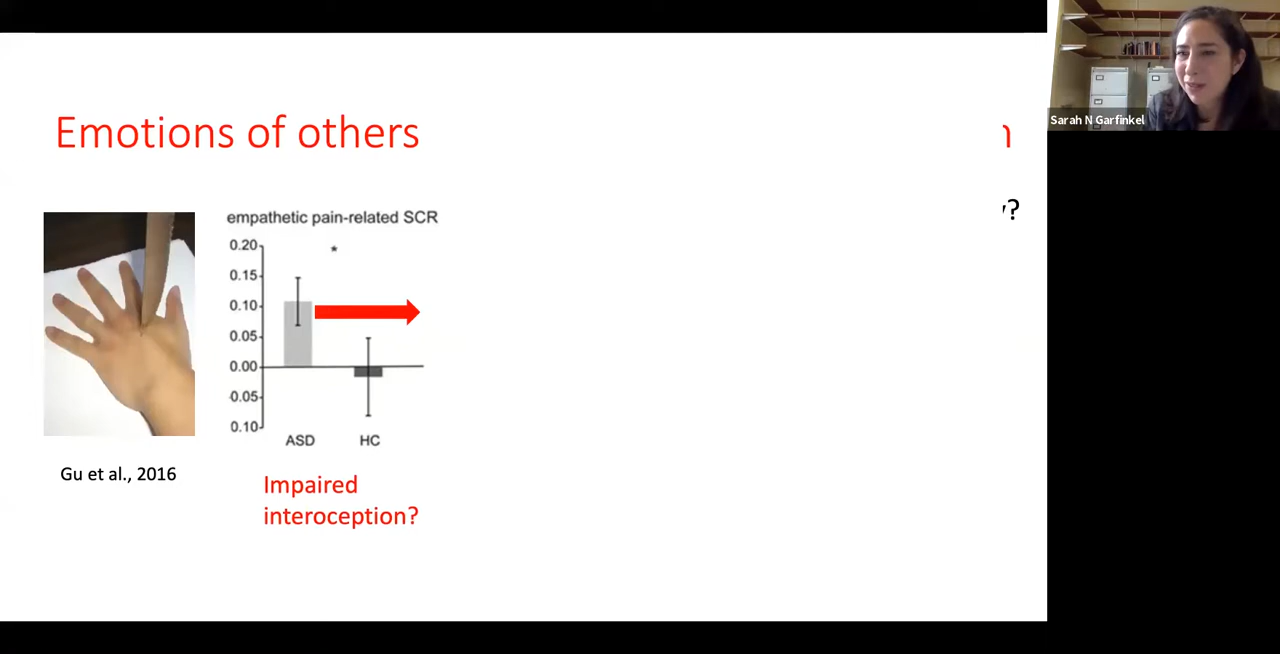 Sarah N Garfinkel
Emotions of others
n
?
empathetic pain-related SCR
0.20
*
0.15
0.10
0.05
0.00
0.05
0.10
ASD HC
Gu et al., 2016
Impaired
interoception?